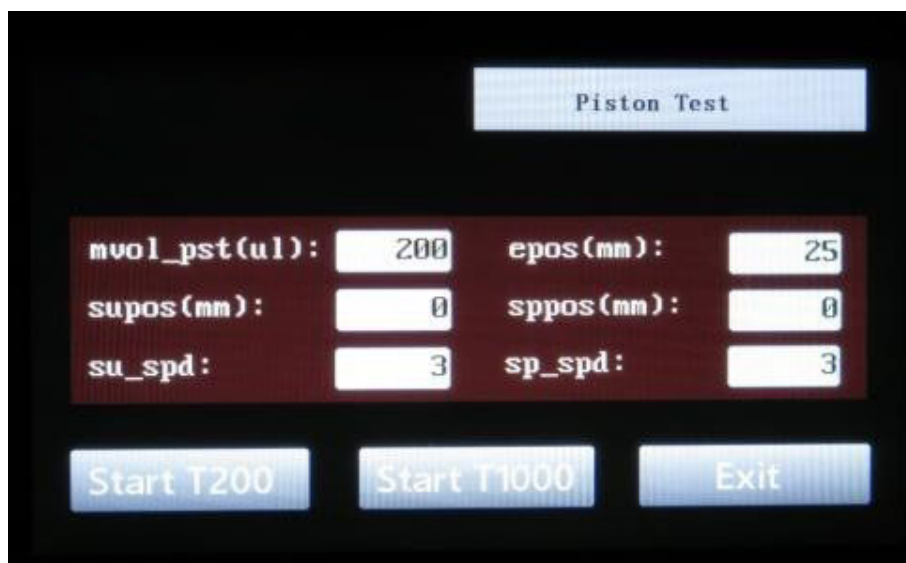 Piston Test
mvol_pst(ul): 200 epos(mm): 25
supos(mm): 0 sppos(mm): 0
su_spd: 3 sp_spd: 3
Start T200 Start T1000 Exit